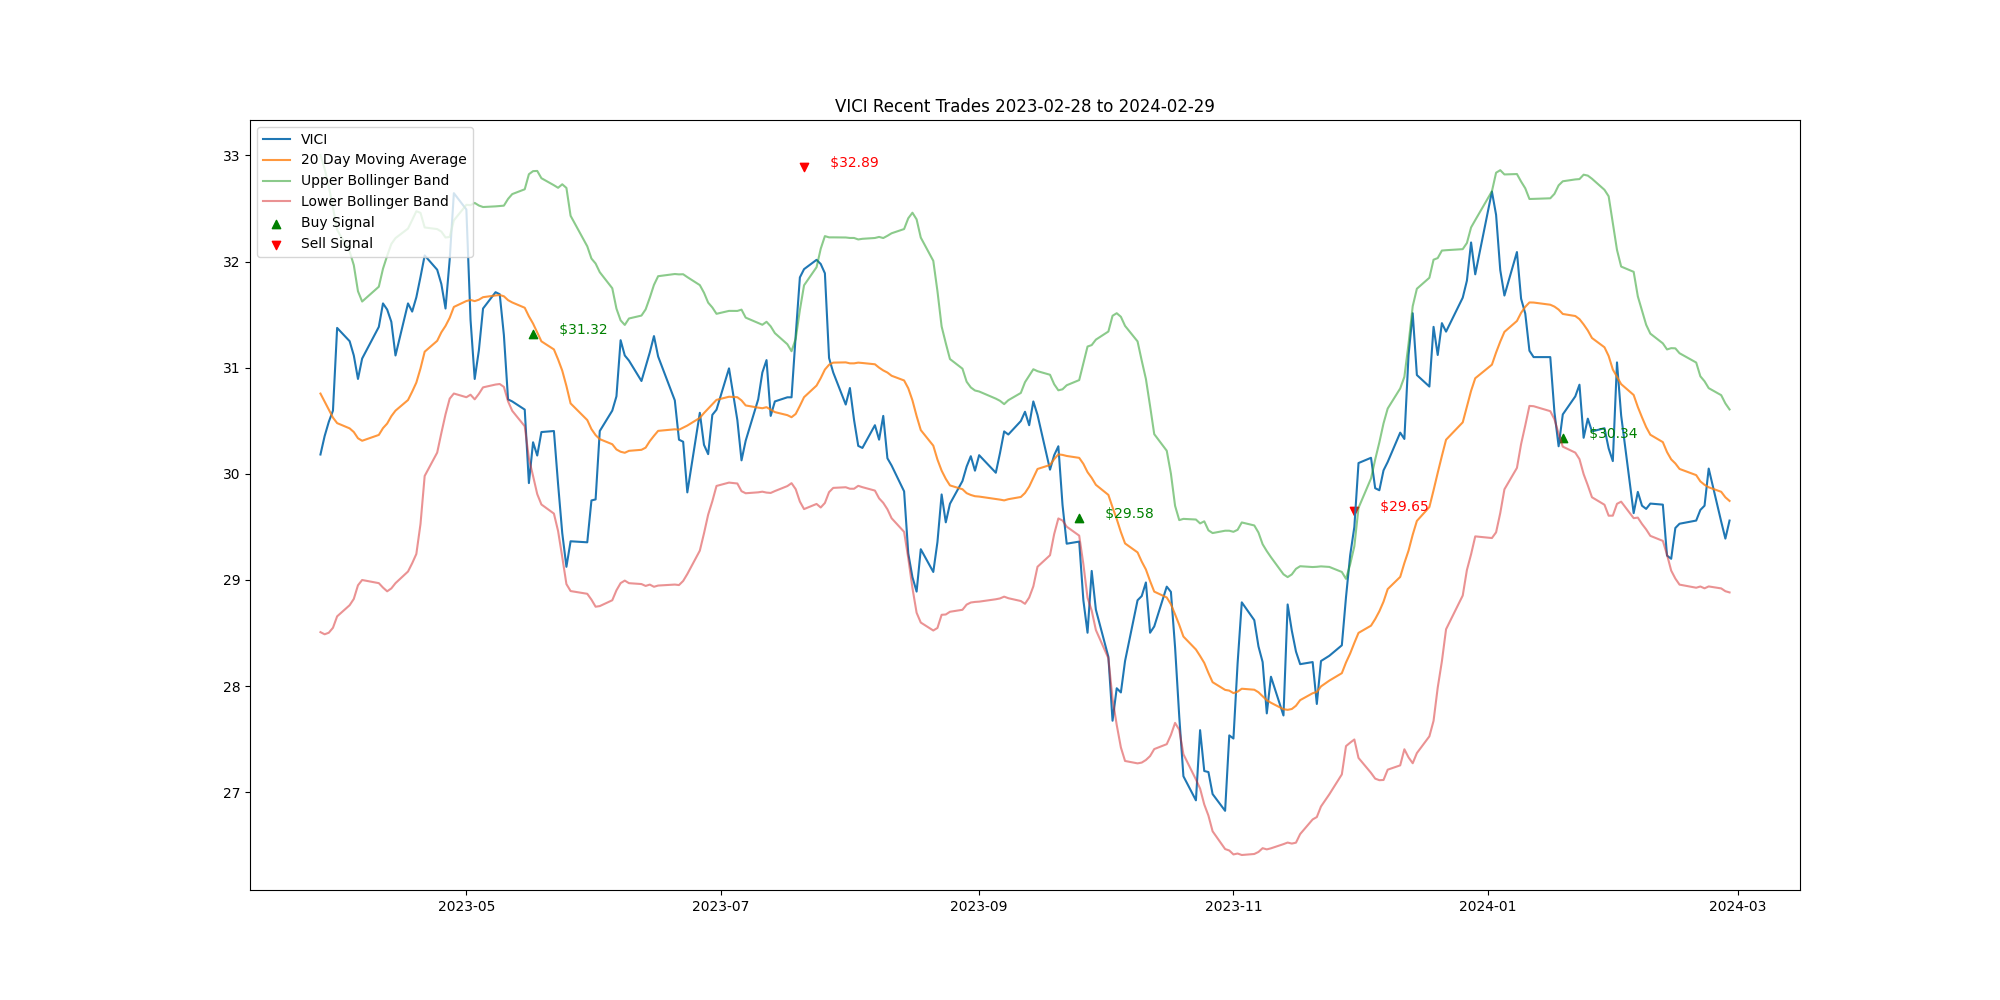 VICI Recent Trades 2023-02-28 to 2024-02-29
VICI
20 Day Moving Average
Upper Bollinger Band
Lower Bollinger Band
Buy Signal
Sell Signal
$32.89
$31.32
$30.34
$29.65
$29.58
33
32
31
30
29
28
27
2023-05
2023-07
2023-09
2023-11
2024-01
2024-03